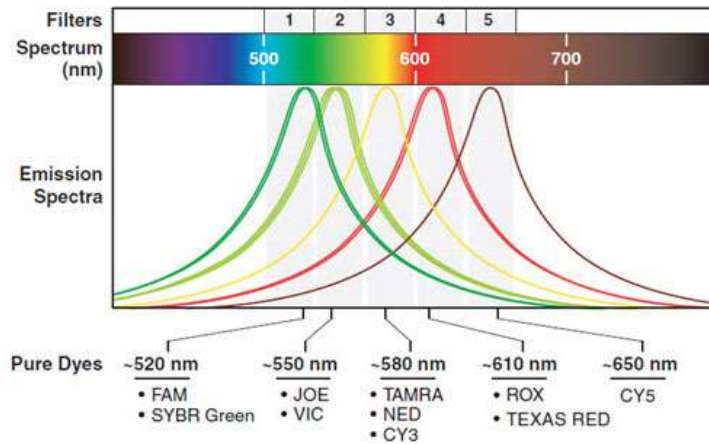 Filters 1 2 3 4 5
Spectrum (nm) 500 600 700
Emission Spectra
Pure Dyes ~520 nm ~550 nm ~580 nm ~610 nm ~650 nm
• FAM
• SYBR Green
• JOE
• VIC
• TAMRA
• NED
• CY3
• ROX
• TEXAS RED
CY5